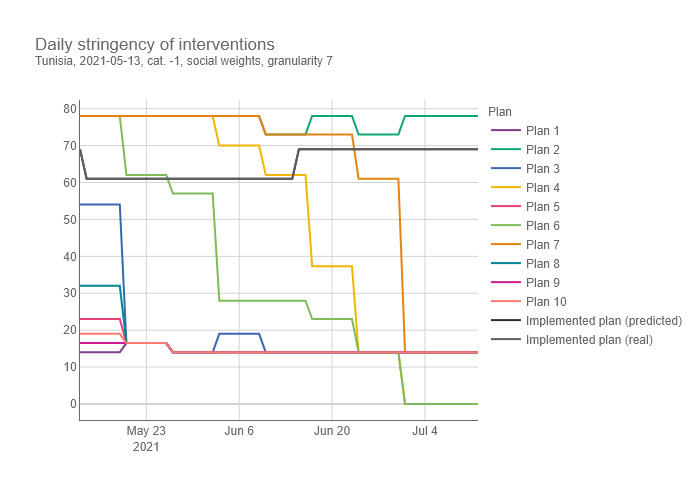 Daily stringency of interventions
Tunisia, 2021-05-13, cat. -1, social weights, granularity 7
80
70
60
50
40
30
20
10
0
May 23
2021
Jun 6
Jun 20
Jul 4
Plan
Plan 1
Plan 2
Plan 3
Plan 4
Plan 5
Plan 6
Plan 7
Plan 8
Plan 9
Plan 10
Implemented plan (predicted)
Implemented plan (real)